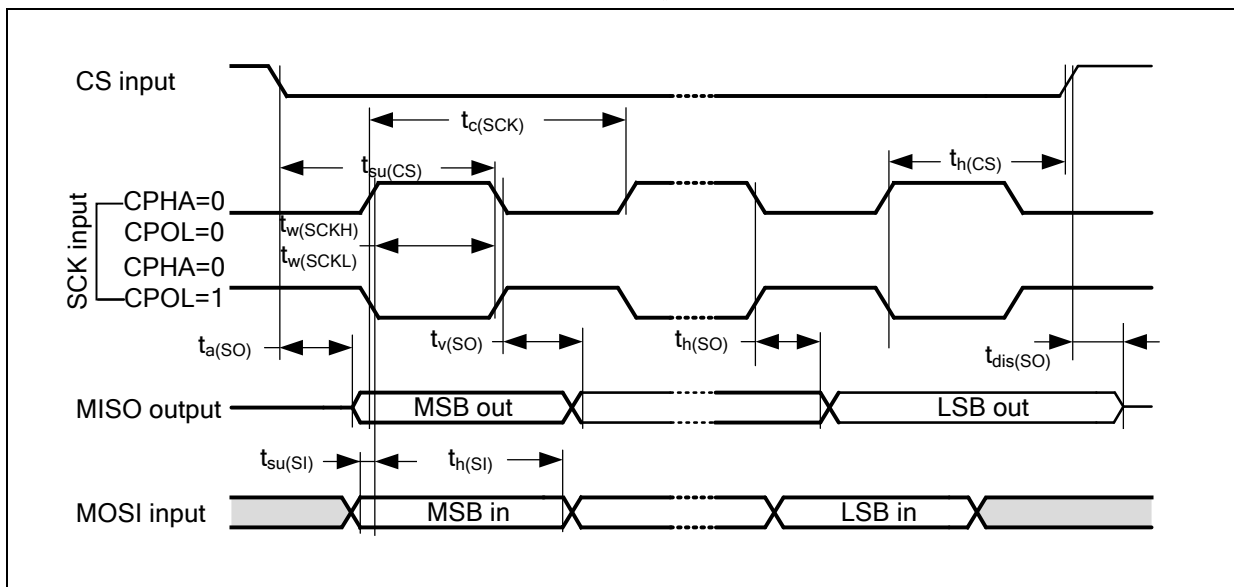 CS input
tc(SCK)
tsu(CS)
th(CS)
SCK input
CPHA=0
CPOL=0
CPHA=0
CPOL=1
tw(SCKH)
tw(SCKL)
ta(SO)
tv(SO)
th(SO)
tdis(SO)
MISO output
MSB out
LSB out
tsu(SI)
th(SI)
MOSI input
MSB in
LSB in